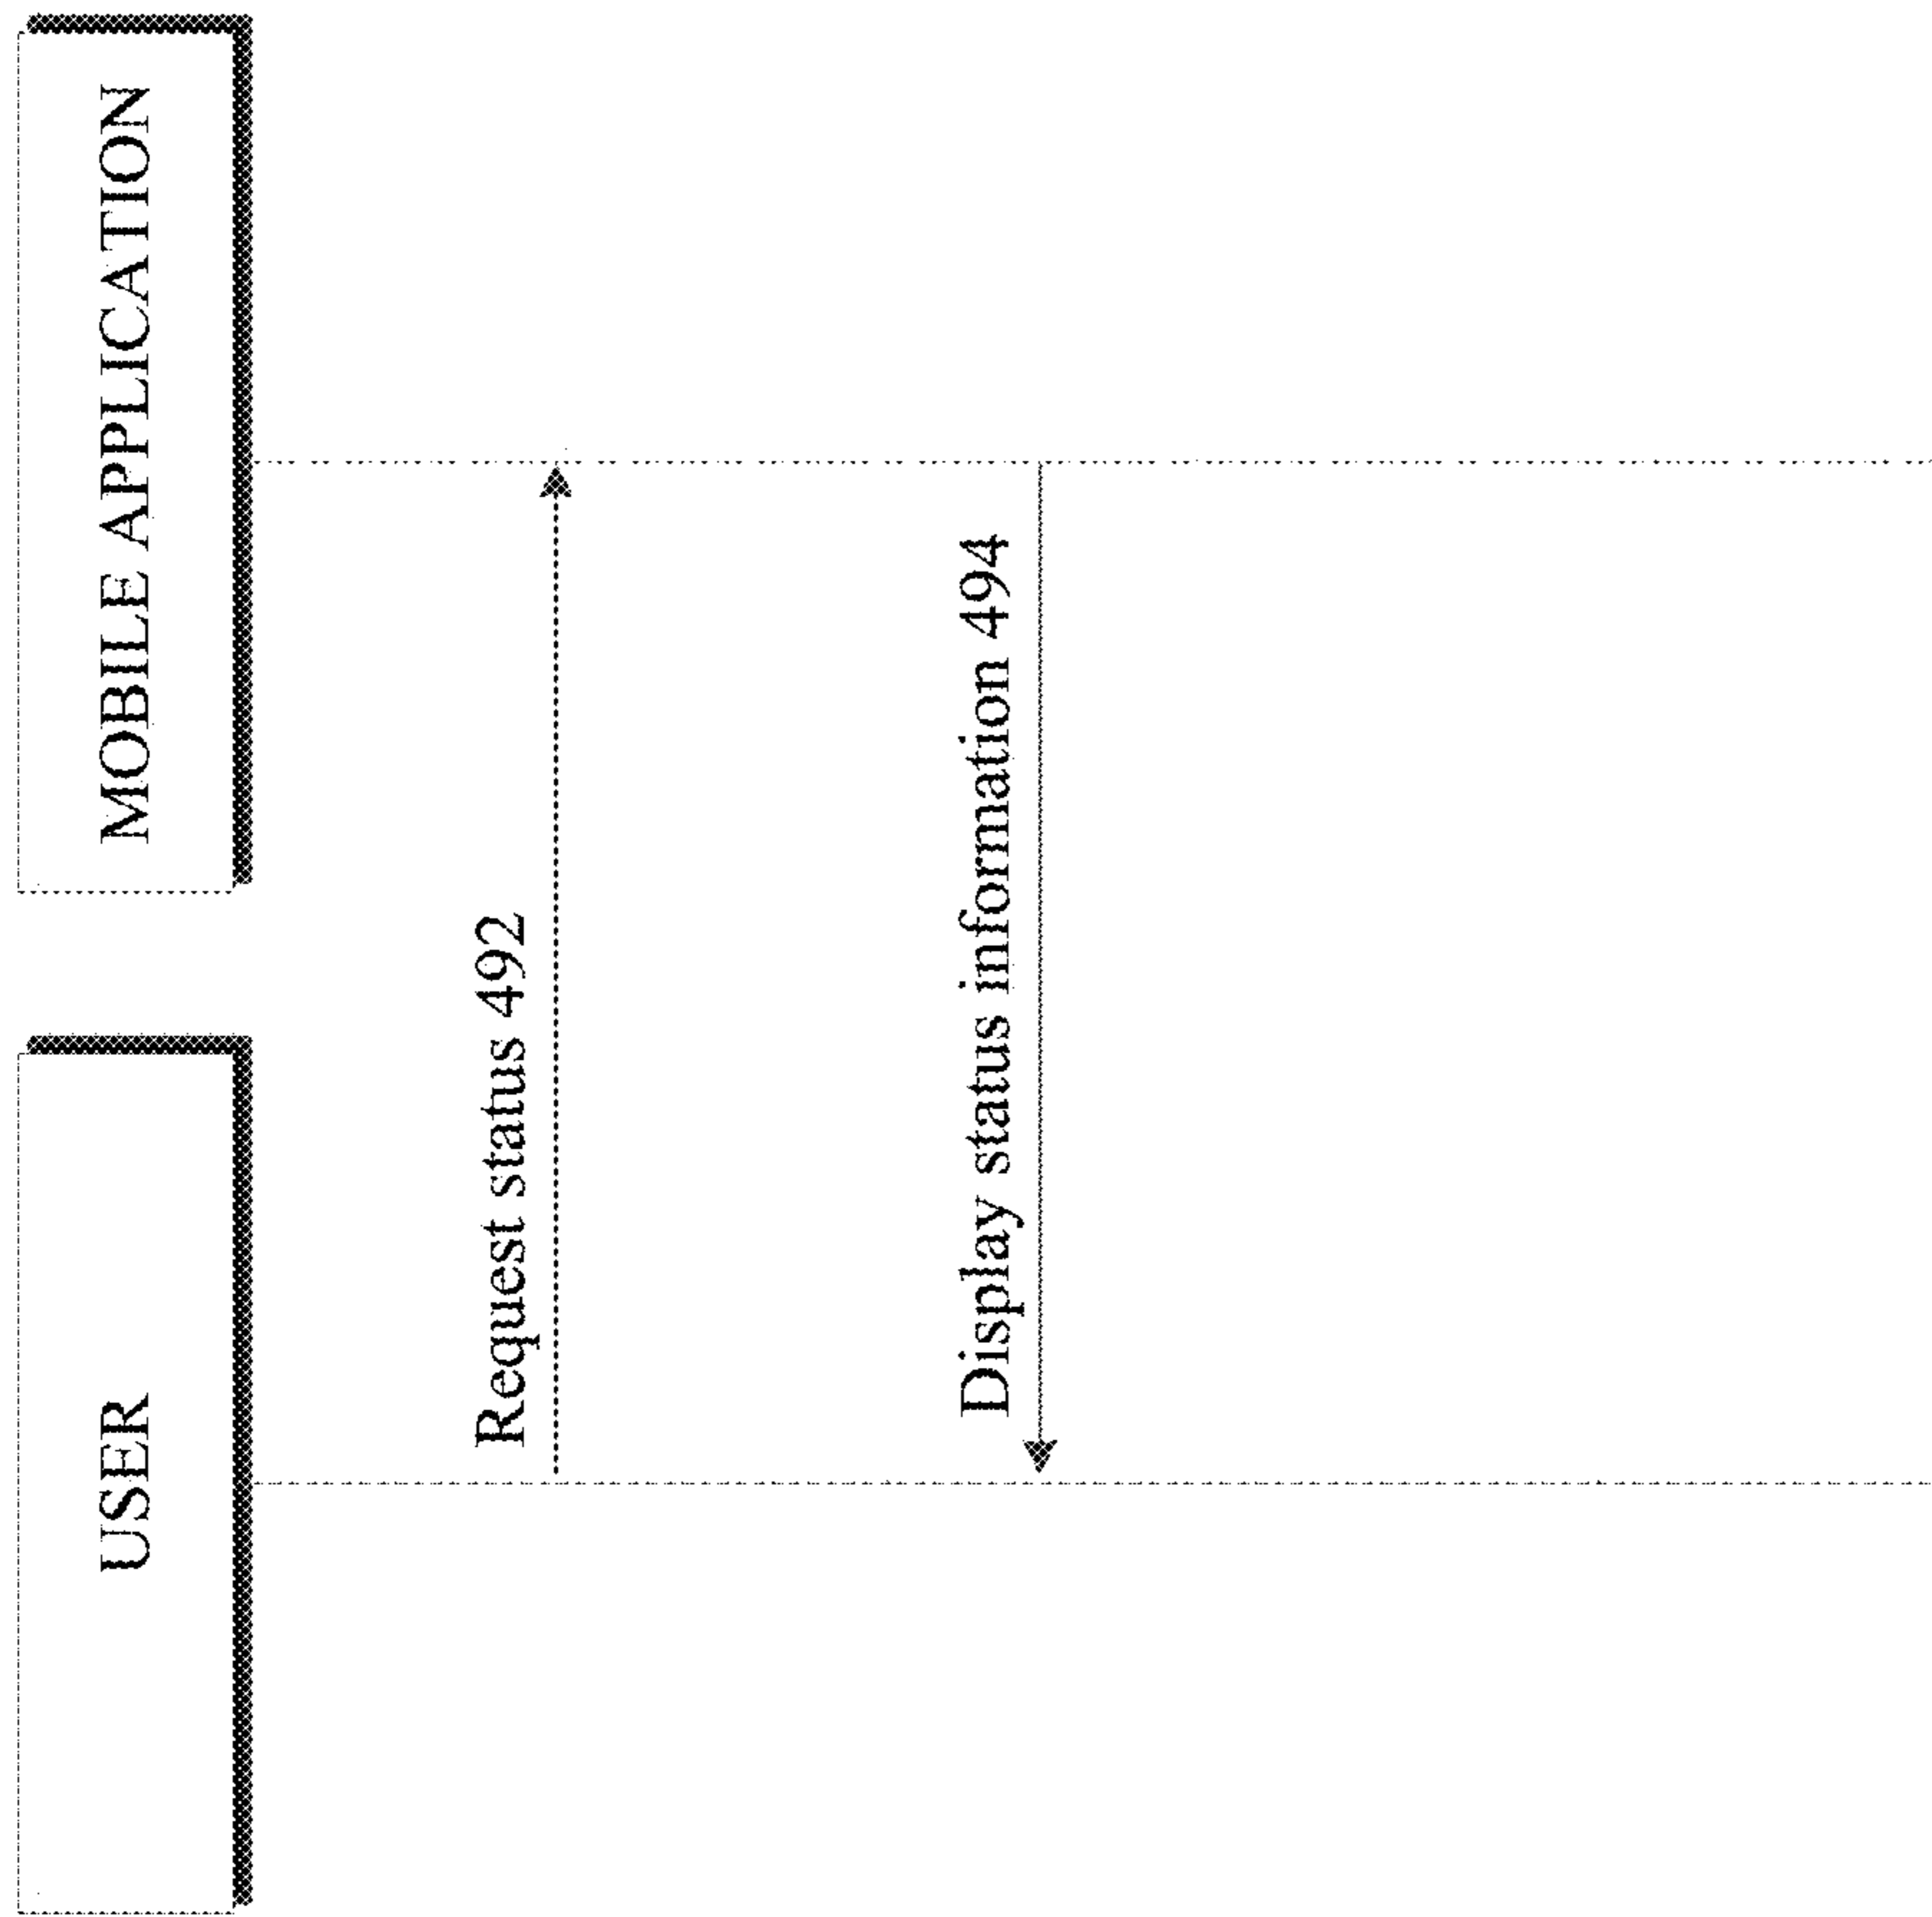 USER
MOBILE APPLICATION
Request status 492
Display status information 494